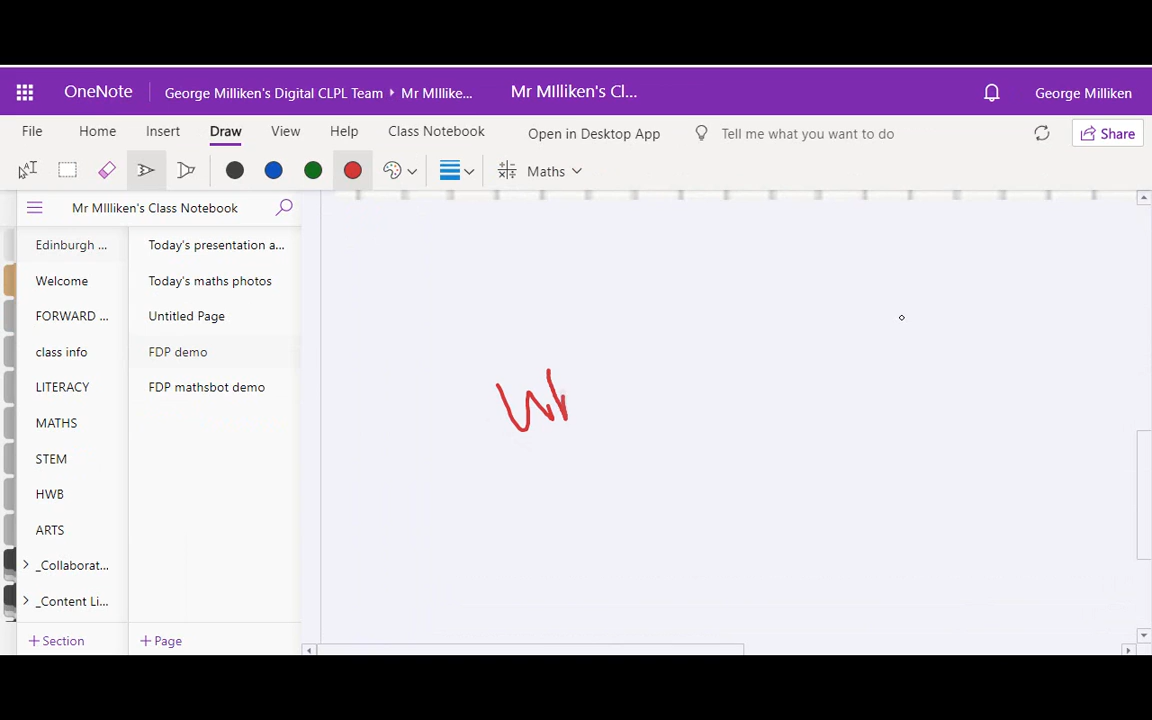 OneNote George Milliken's Digital CLPL Team Mr MIllike... Mr MIlliken's Cl... George Milliken
File Home Insert Draw View Help Class Notebook Open in Desktop App Tell me what you want to do Share
Maths
Mr MIlliken's Class Notebook
Edinburgh ...
Welcome
FORWARD ...
class info
LITERACY
MATHS
STEM
HWB
ARTS
_Collaborat...
_Content Li...
+ Section
Today's presentation a...
Today's maths photos
Untitled Page
FDP demo
FDP mathsbot demo
+ Page